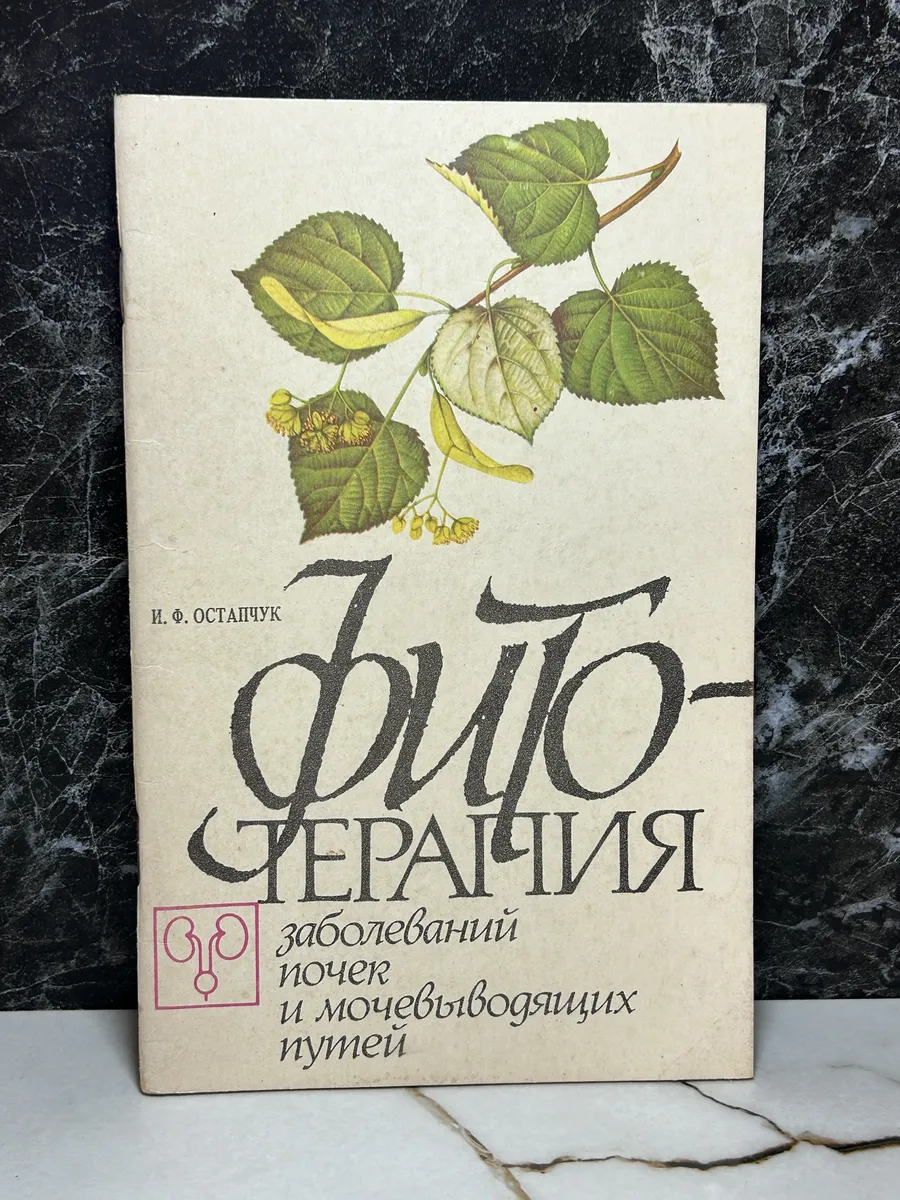 И. Ф. ОСТАПЧУК
фито-
ТЕРАПИЯ
заболеваний
почек
и мочевыводящих
путей